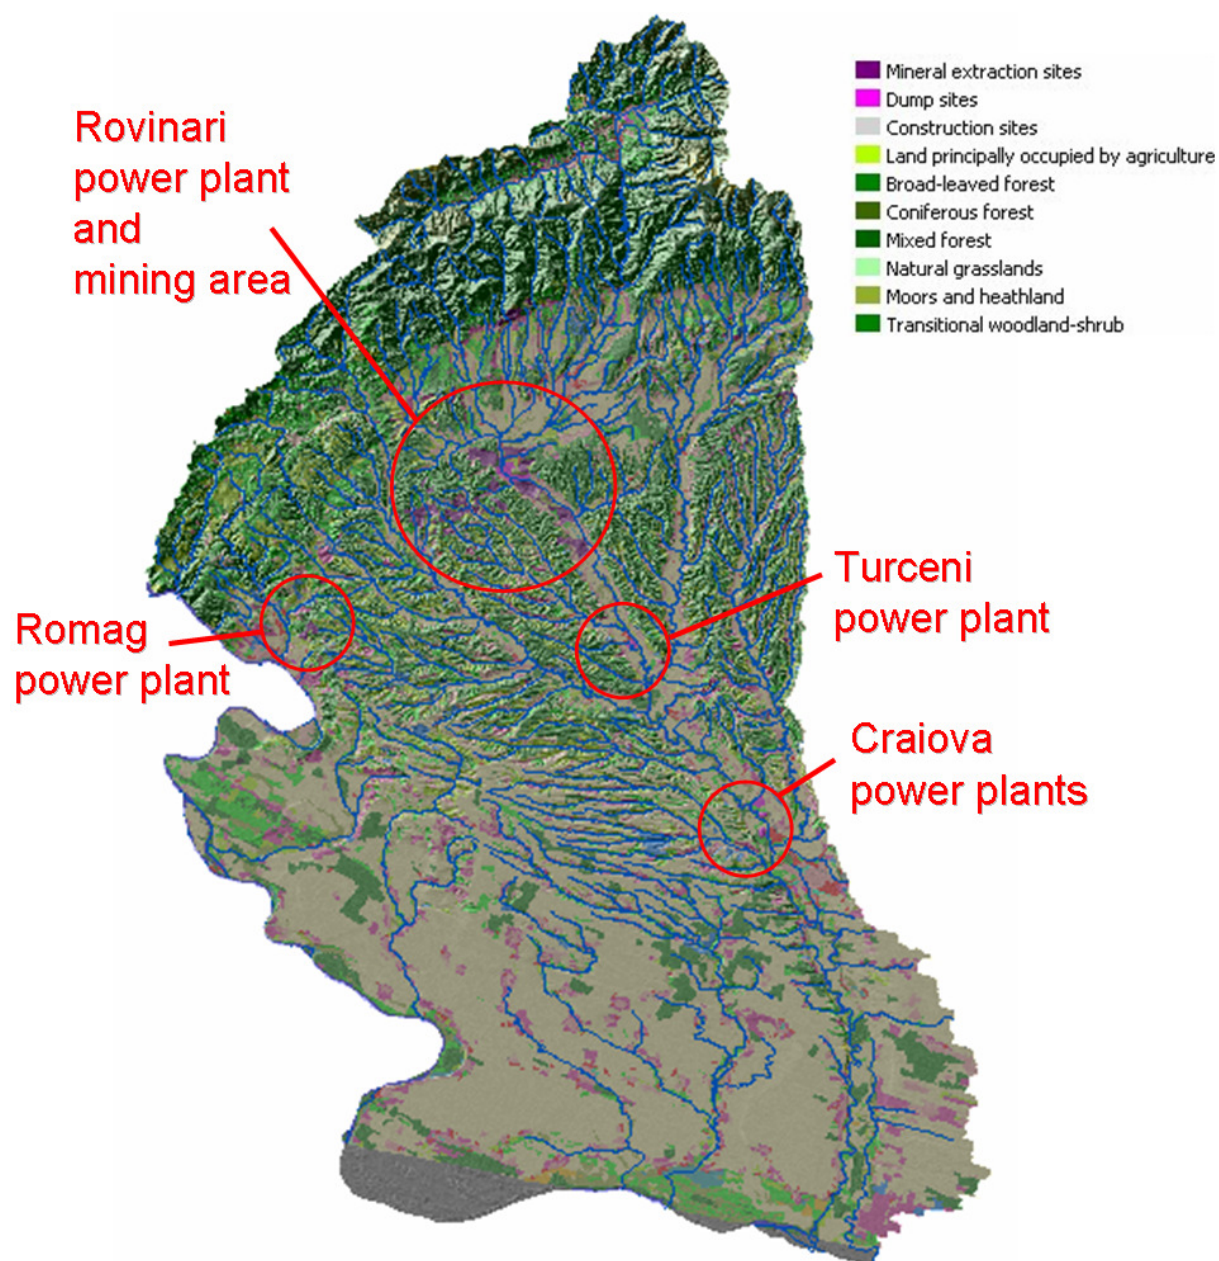 Mineral extraction sites
Dump sites
Construction sites
Land principally occupied by agriculture
Broad-leaved forest
Coniferous forest
Mixed forest
Natural grasslands
Moors and heathland
Transitional woodland-shrub
Rovinari
power plant
and
mining area
Turceni
power plant
Romag
power plant
Craiova
power plants